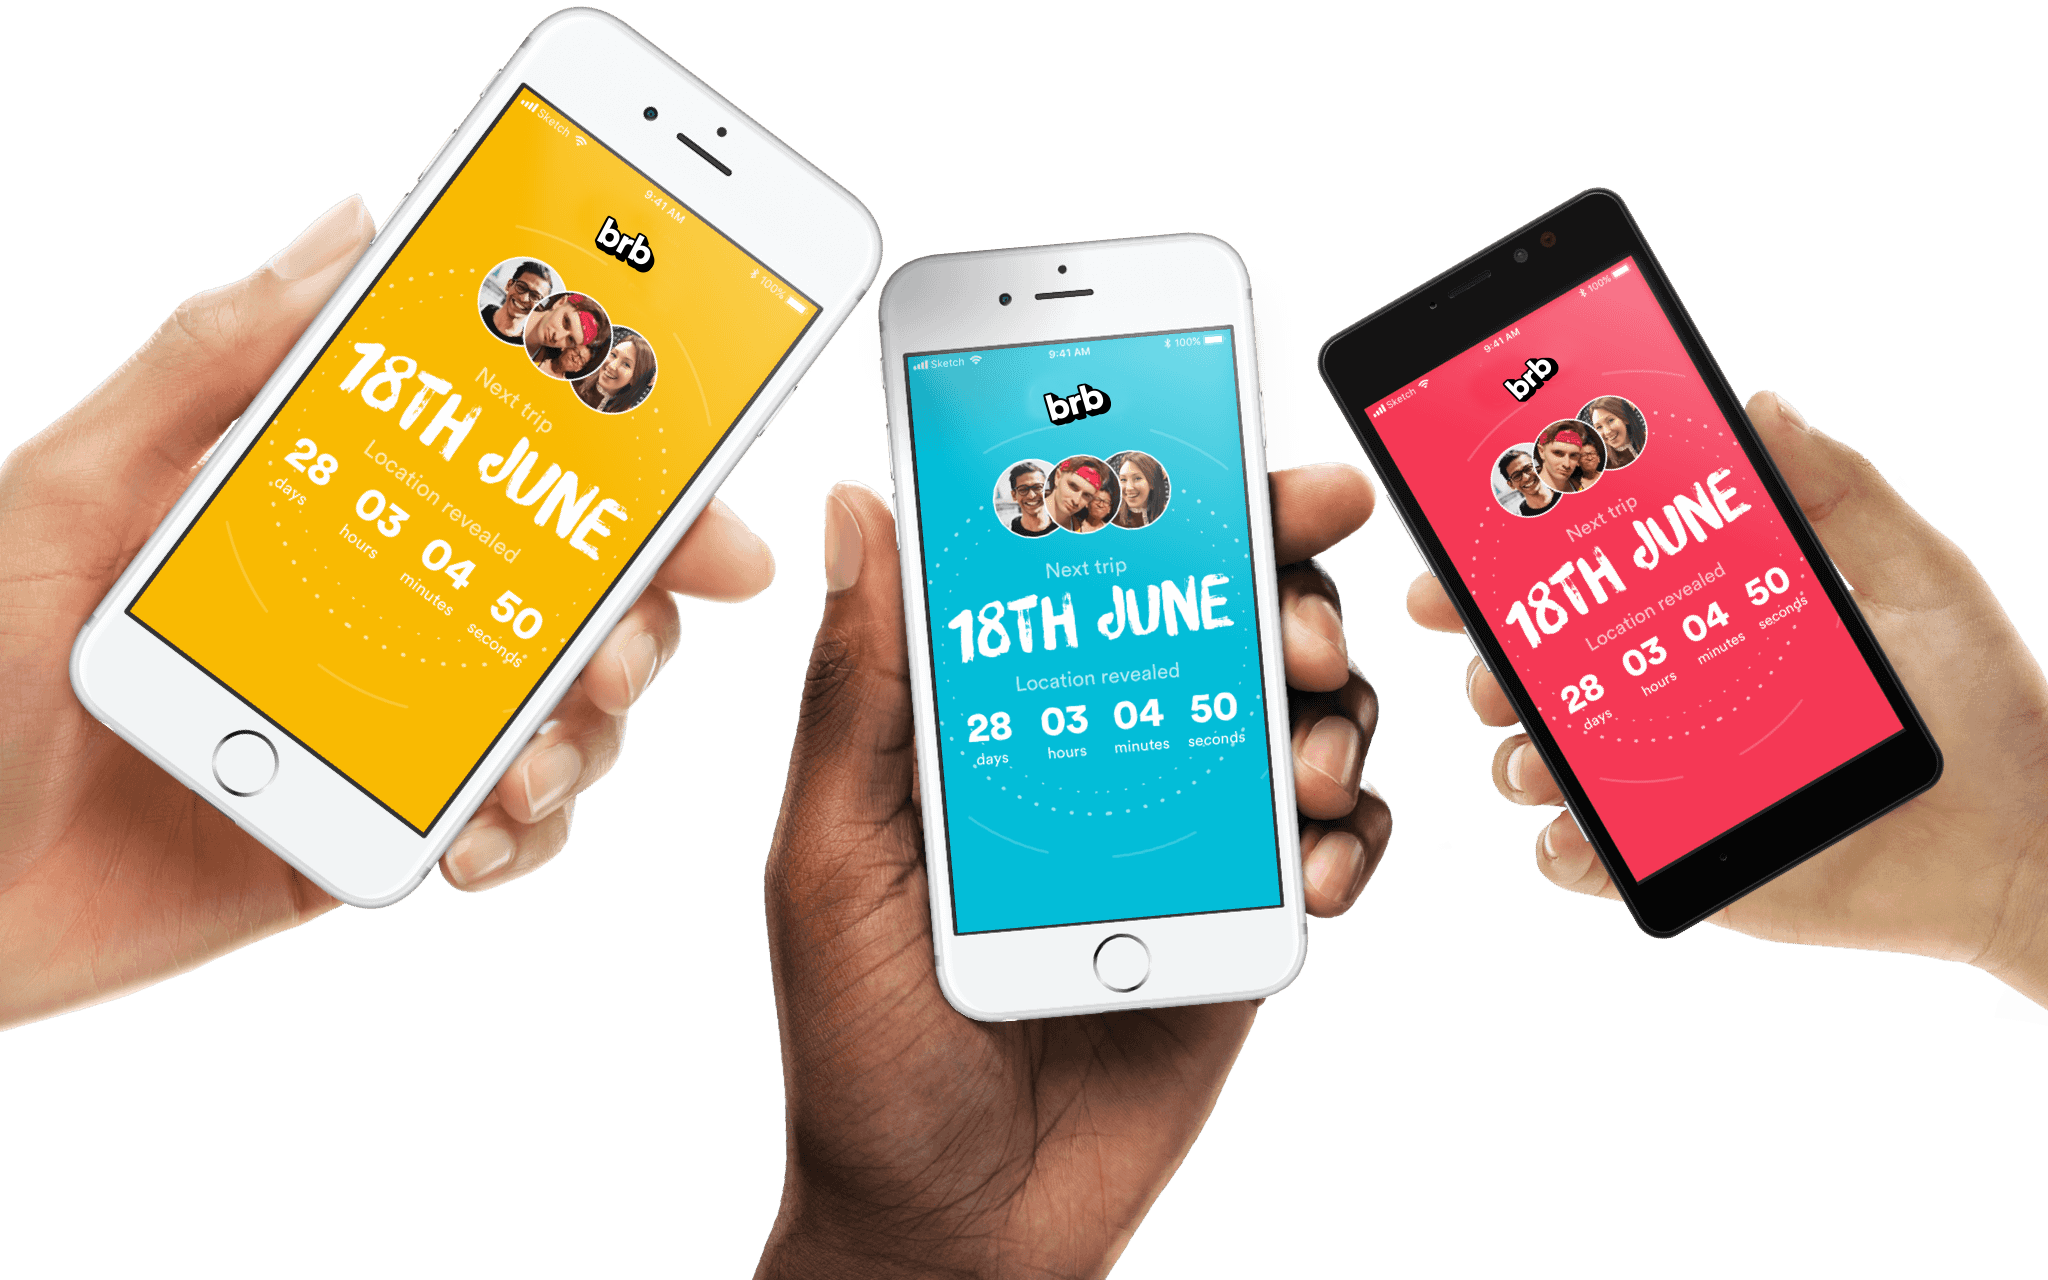 Sketch
9:41 AM
100%
brb
Next trip
18TH JUNE
Location revealed
28 03 04 50
days hours minutes seconds
Sketch 9:41 AM 100%
brb
Next trip
18TH JUNE
Location revealed
28 03 04 50
days hours minutes seconds
Sketch 9:41 AM 100%
brb
Next trip
18TH JUNE
Location revealed
28 03 04 50
days hours minutes seconds